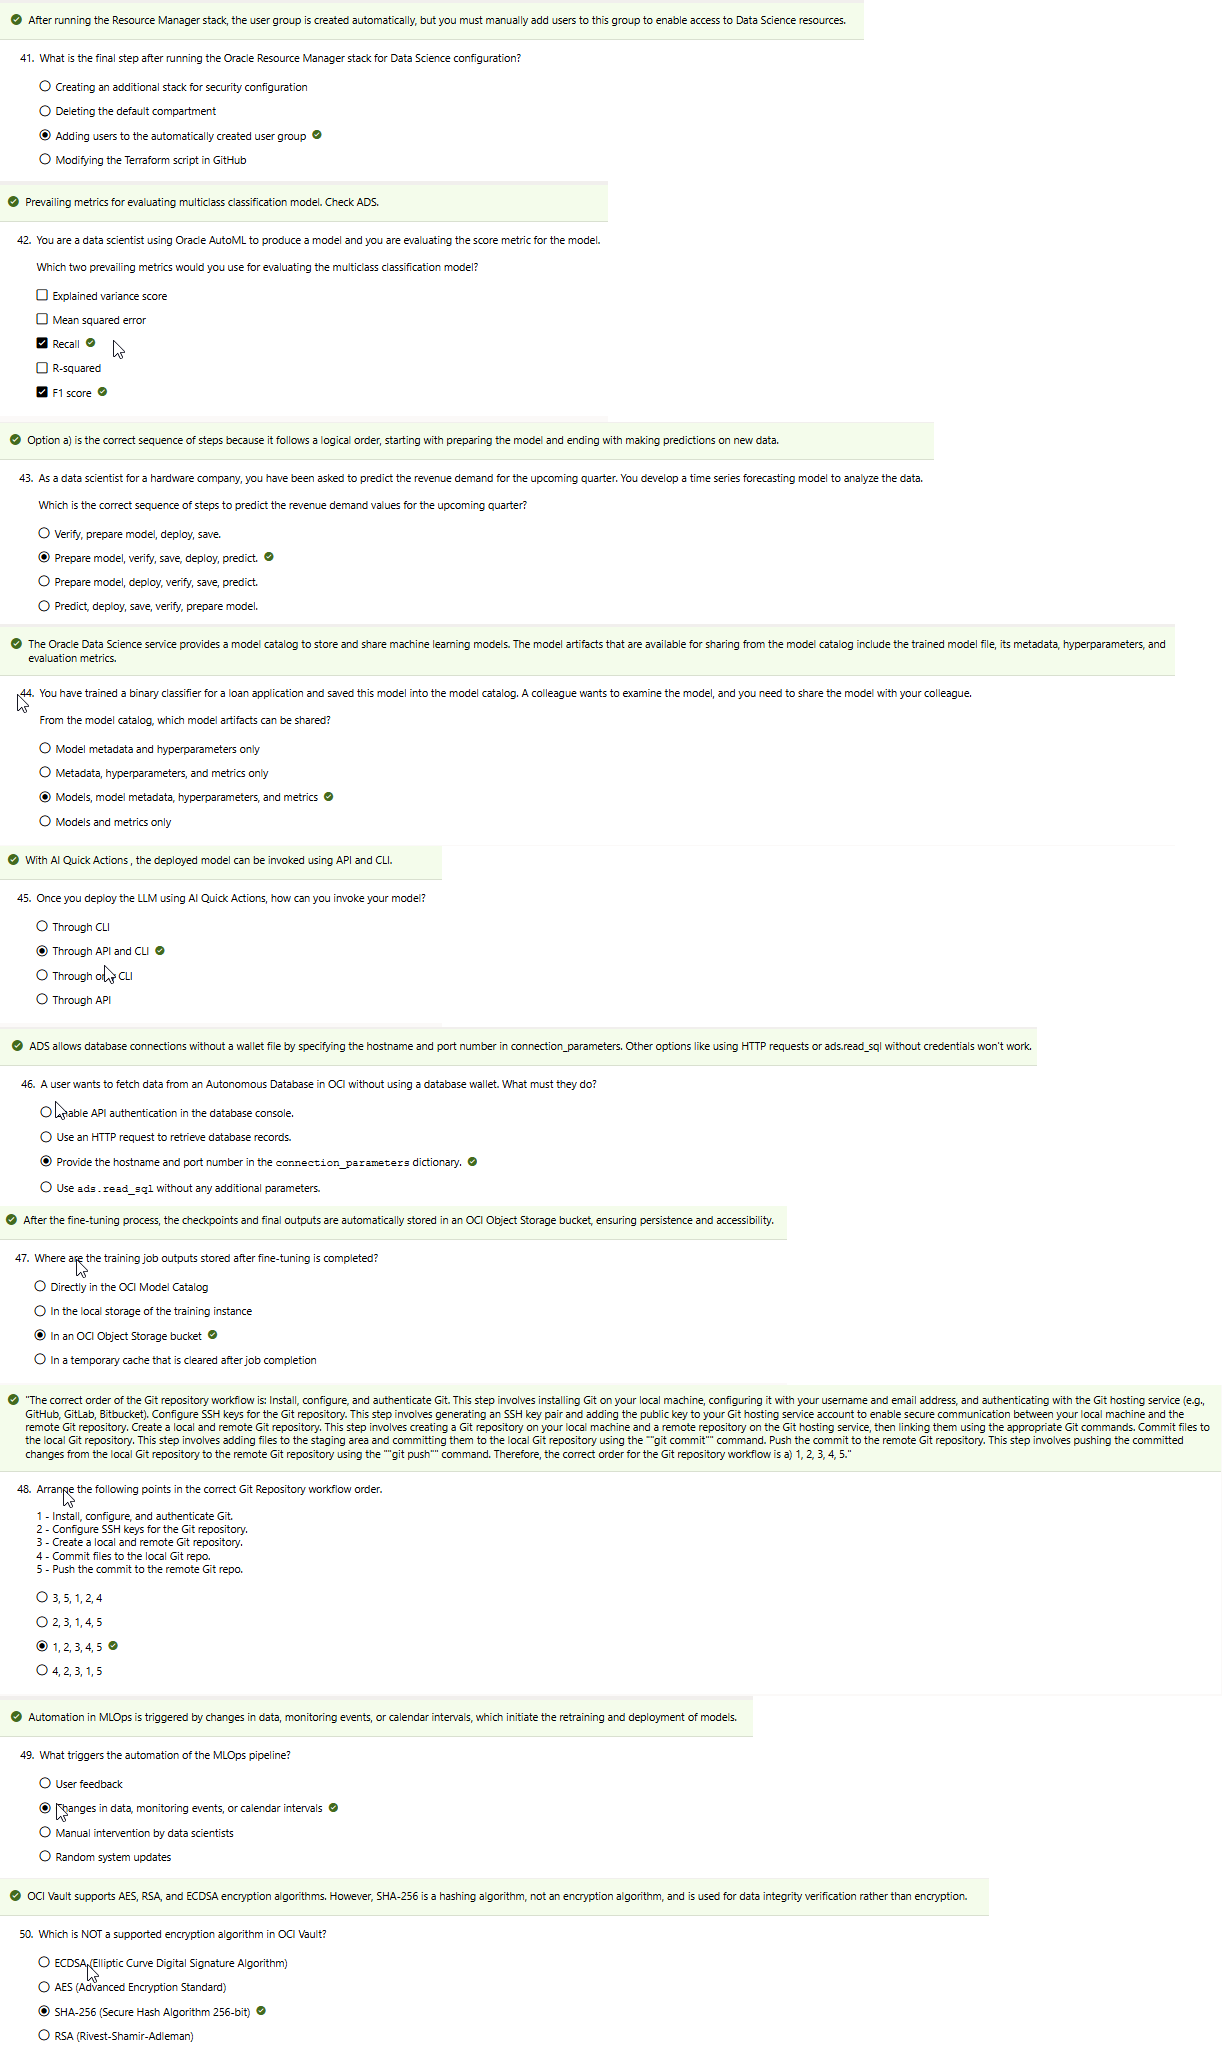 After running the Resource Manager stack, the user group is created automatically, but you must manually add users to this group to enable access to Data Science resources.
41. What is the final step after running the Oracle Resource Manager stack for Data Science configuration?
Creating an additional stack for security configuration
Deleting the default compartment
Adding users to the automatically created user group
Modifying the Terraform script in GitHub
Prevailing metrics for evaluating multiclass classification model. Check ADS.
42. You are a data scientist using Oracle AutoML to produce a model and you are evaluating the score metric for the model.
Which two prevailing metrics would you use for evaluating the multiclass classification model?
Explained variance score
Mean squared error
Recall
R-squared
F1 score
Option a) is the correct sequence of steps because it follows a logical order, starting with preparing the model and ending with making predictions on new data.
43. As a data scientist for a hardware company, you have been asked to predict the revenue demand for the upcoming quarter. You develop a time series forecasting model to analyze the data.
Which is the correct sequence of steps to predict the revenue demand values for the upcoming quarter?
Verify, prepare model, deploy, save.
Prepare model, verify, save, deploy, predict.
Prepare model, deploy, verify, save, predict.
Predict, deploy, save, verify, prepare model.
The Oracle Data Science service provides a model catalog to store and share machine learning models. The model artifacts that are available for sharing from the model catalog include the trained model file, its metadata, hyperparameters, and
evaluation metrics.
44. You have trained a binary classifier for a loan application and saved this model into the model catalog. A colleague wants to examine the model, and you need to share the model with your colleague.
From the model catalog, which model artifacts can be shared?
Model metadata and hyperparameters only
Metadata, hyperparameters, and metrics only
Models, model metadata, hyperparameters, and metrics
Models and metrics only
With AI Quick Actions , the deployed model can be invoked using API and CLI.
45. Once you deploy the LLM using AI Quick Actions, how can you invoke your model?
Through CLI
Through API and CLI
Through CLI
Through API
ADS allows database connections without a wallet file by specifying the hostname and port number in connection_parameters. Other options like using HTTP requests or ads.read_sql without credentials won't work.
46. A user wants to fetch data from an Autonomous Database in OCI without using a database wallet. What must they do?
Enable API authentication in the database console.
Use an HTTP request to retrieve database records.
Provide the hostname and port number in the connection_parameters dictionary.
Use ads.read_sql without any additional parameters.
After the fine-tuning process, the checkpoints and final outputs are automatically stored in an OCI Object Storage bucket, ensuring persistence and accessibility.
47. Where are the training job outputs stored after fine-tuning is completed?
Directly in the OCI Model Catalog
In the local storage of the training instance
In an OCI Object Storage bucket
In a temporary cache that is cleared after job completion
"The correct order of the Git repository workflow is: Install, configure, and authenticate Git. This step involves installing Git on your local machine, configuring it with your username and email address, and authenticating with the Git hosting service (e.g.,
GitHub, GitLab, Bitbucket). Configure SSH keys for the Git repository. This step involves generating an SSH key pair and adding the public key to your Git hosting service account to enable secure communication between your local machine and the
remote Git repository. Create a local and remote Git repository. This step involves creating a Git repository on your local machine and a remote repository on the Git hosting service, then linking them using the appropriate Git commands. Commit files to
the local Git repository. This step involves adding files to the staging area and committing them to the local Git repository using the ""git commit"" command. Push the commit to the remote Git repository. This step involves pushing the committed
changes from the local Git repository to the remote Git repository using the ""git push"" command. Therefore, the correct order for the Git repository workflow is a) 1, 2, 3, 4, 5."
48. Arrange the following points in the correct Git Repository workflow order.
1 - Install, configure, and authenticate Git.
2 - Configure SSH keys for the Git repository.
3 - Create a local and remote Git repository.
4 - Commit files to the local Git repo.
5 - Push the commit to the remote Git repo.
3, 5, 1, 2, 4
2, 3, 1, 4, 5
1, 2, 3, 4, 5
4, 2, 3, 1, 5
Automation in MLOps is triggered by changes in data, monitoring events, or calendar intervals, which initiate the retraining and deployment of models.
49. What triggers the automation of the MLOps pipeline?
User feedback
Changes in data, monitoring events, or calendar intervals
Manual intervention by data scientists
Random system updates
OCI Vault supports AES, RSA, and ECDSA encryption algorithms. However, SHA-256 is a hashing algorithm, not an encryption algorithm, and is used for data integrity verification rather than encryption.
50. Which is NOT a supported encryption algorithm in OCI Vault?
ECDSA (Elliptic Curve Digital Signature Algorithm)
AES (Advanced Encryption Standard)
SHA-256 (Secure Hash Algorithm 256-bit)
RSA (Rivest-Shamir-Adleman)